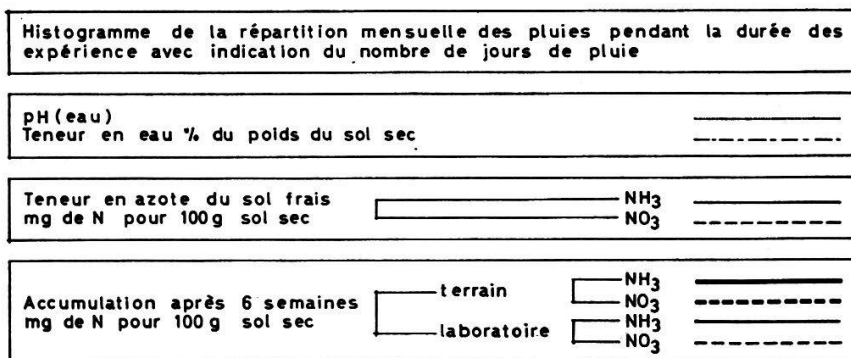 Histogramme de la répartition mensuelle des pluies pendant la durée des
expérience avec indication du nombre de jours de pluie
pH (eau)
Teneur en eau % du poids du sol sec
Teneur en azote du sol frais
mg de N pour 100g sol sec
NH3
NO3
Accumulation après 6 semaines
mg de N pour 100g sol sec
terrain
NH3
NO3
laboratoire
NH3
NO3